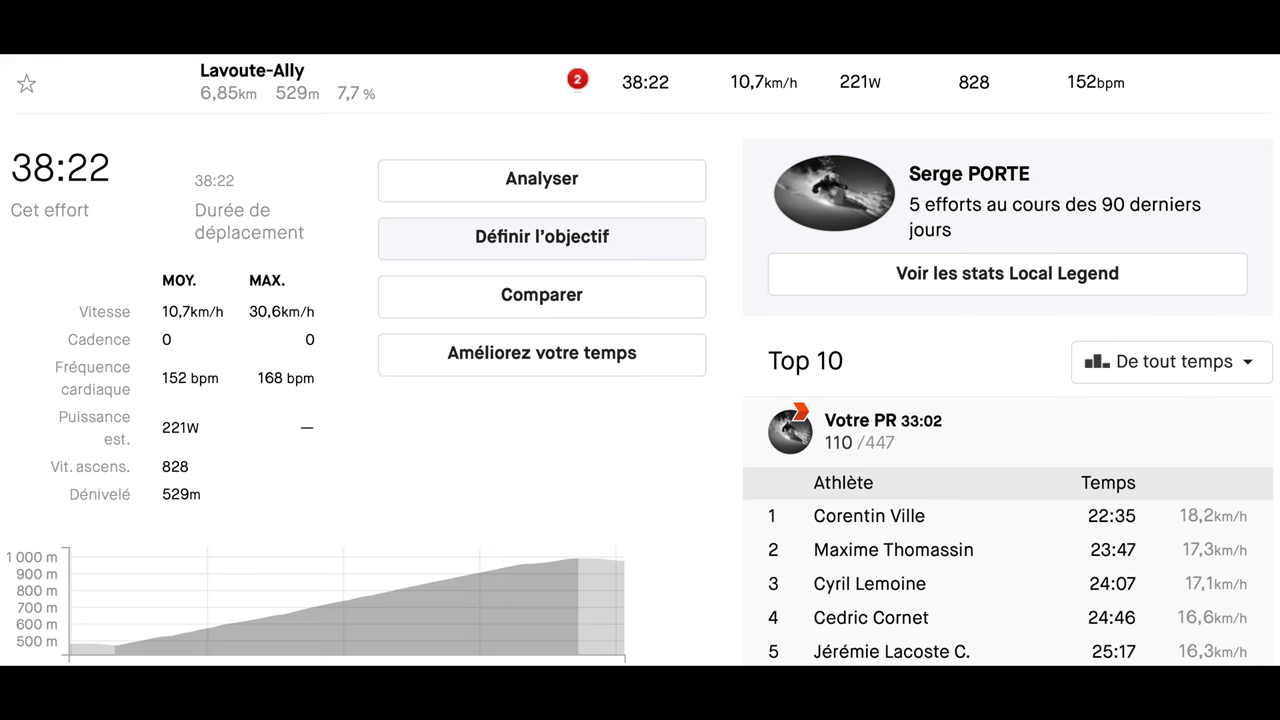 Lavoute-Ally
6,85km 529m 7,7 %
2
38:22
10,7km/h
221W
828
152bpm
38:22
Cet effort
38:22
Durée de
déplacement
MOY. MAX.
Vitesse 10,7km/h 30,6km/h
Cadence 0 0
Fréquence
cardiaque
152 bpm 168 bpm
Puissance
est.
221W —
Vit. ascens. 828
Dénivelé 529m
Analyser
Définir l'objectif
Comparer
Améliorez votre temps
1 000 m
900 m
800 m
700 m
600 m
500 m
Serge PORTE
5 efforts au cours des 90 derniers
jours
Voir les stats Local Legend
Top 10
De tout temps
Votre PR 33:02
110 /447
Athlète Temps
1 Corentin Ville 22:35 18,2km/h
2 Maxime Thomassin 23:47 17,3km/h
3 Cyril Lemoine 24:07 17,1km/h
4 Cedric Cornet 24:46 16,6km/h
5 Jérémie Lacoste C. 25:17 16,3km/h